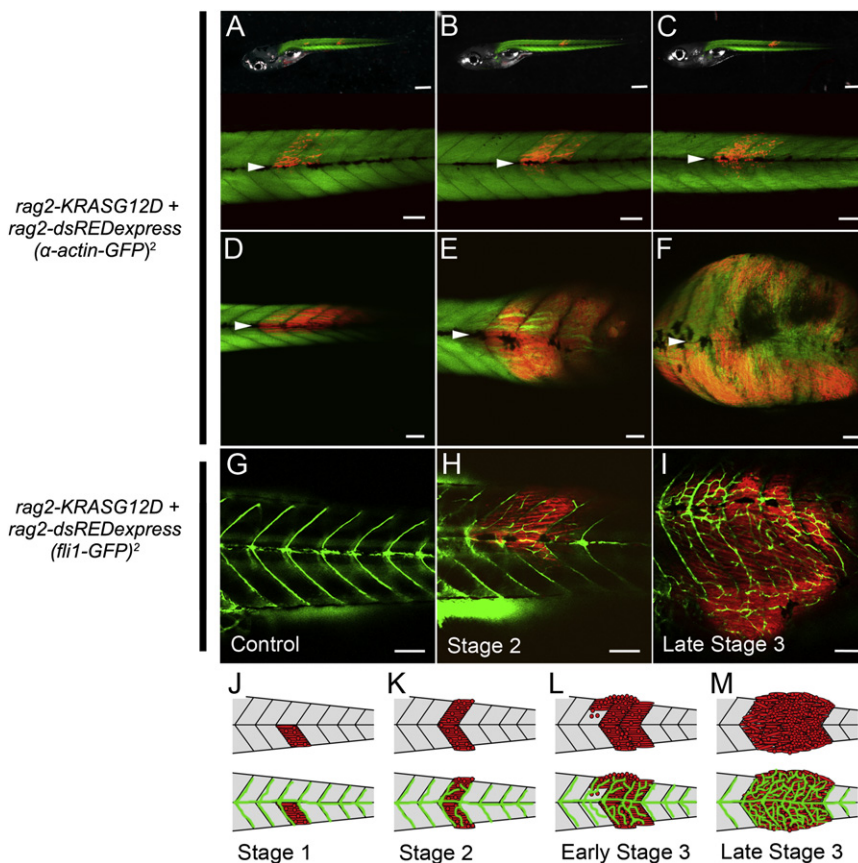 A
B
C
rag2-KRASG12D +
rag2-dsREDexpress
(α-actin-GFP)²
D
E
F
G
H
I
rag2-KRASG12D +
rag2-dsREDexpress
(fli1-GFP)²
Control
Stage 2
Late Stage 3
J
K
L
M
Stage 1
Stage 2
Early Stage 3
Late Stage 3